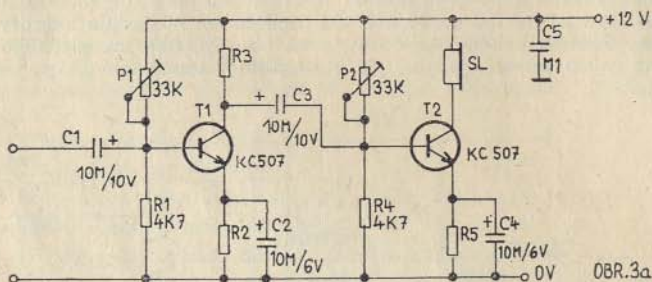 +12 V
C5
M1
P1
33K
R3
C3
+
10M/10V
P2
33K
SL
T1
T2
C1
+
10M/10V
KC507
KC 507
R1
4K7
R2
+
C2
10M/6V
R4
4K7
R5
+
C4
10M/6V
0V
OBR.3a